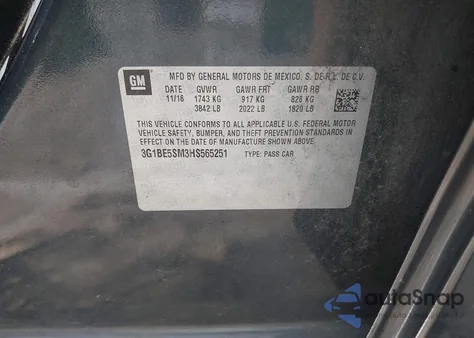 GM
MFD BY GENERAL MOTORS DE MEXICO, S. DE R.L. DE C.V.
DATE GVWR GAWR FRT GAWR RR
11/16 1743 KG 917 KG 826 KG
3842 LB 2022 LB 1820 LB
THIS VEHICLE CONFORMS TO ALL APPLICABLE U.S. FEDERAL MOTOR
VEHICLE SAFETY, BUMPER, AND THEFT PREVENTION STANDARDS IN
EFFECT ON THE DATE OF MANUFACTURE SHOWN ABOVE.
3G1BE5SM3HS565251 TYPE: PASS CAR
autoSnap